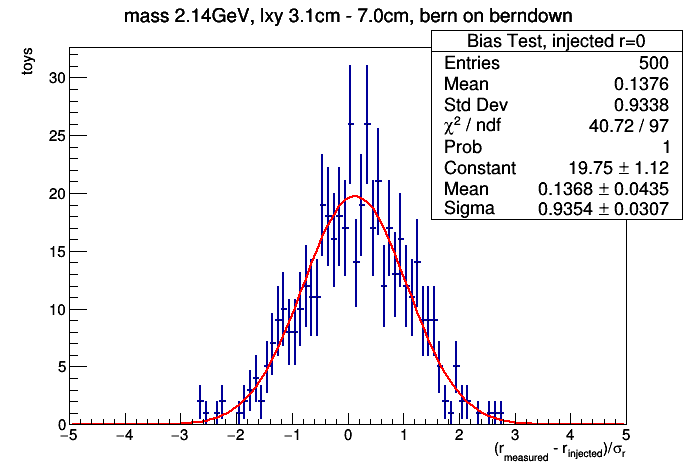 mass 2.14GeV, lxy 3.1cm - 7.0cm, bern on berndown
Bias Test, injected r=0
Entries 500
Mean 0.1376
Std Dev 0.9338
χ² / ndf 40.72 / 97
Prob 1
Constant 19.75 ± 1.12
Mean 0.1368 ± 0.0435
Sigma 0.9354 ± 0.0307
toys
30
25
20
15
10
5
0
−5 −4 −3 −2 −1 0 1 2 3 4 5
(r_measured - r_injected)/σ_r